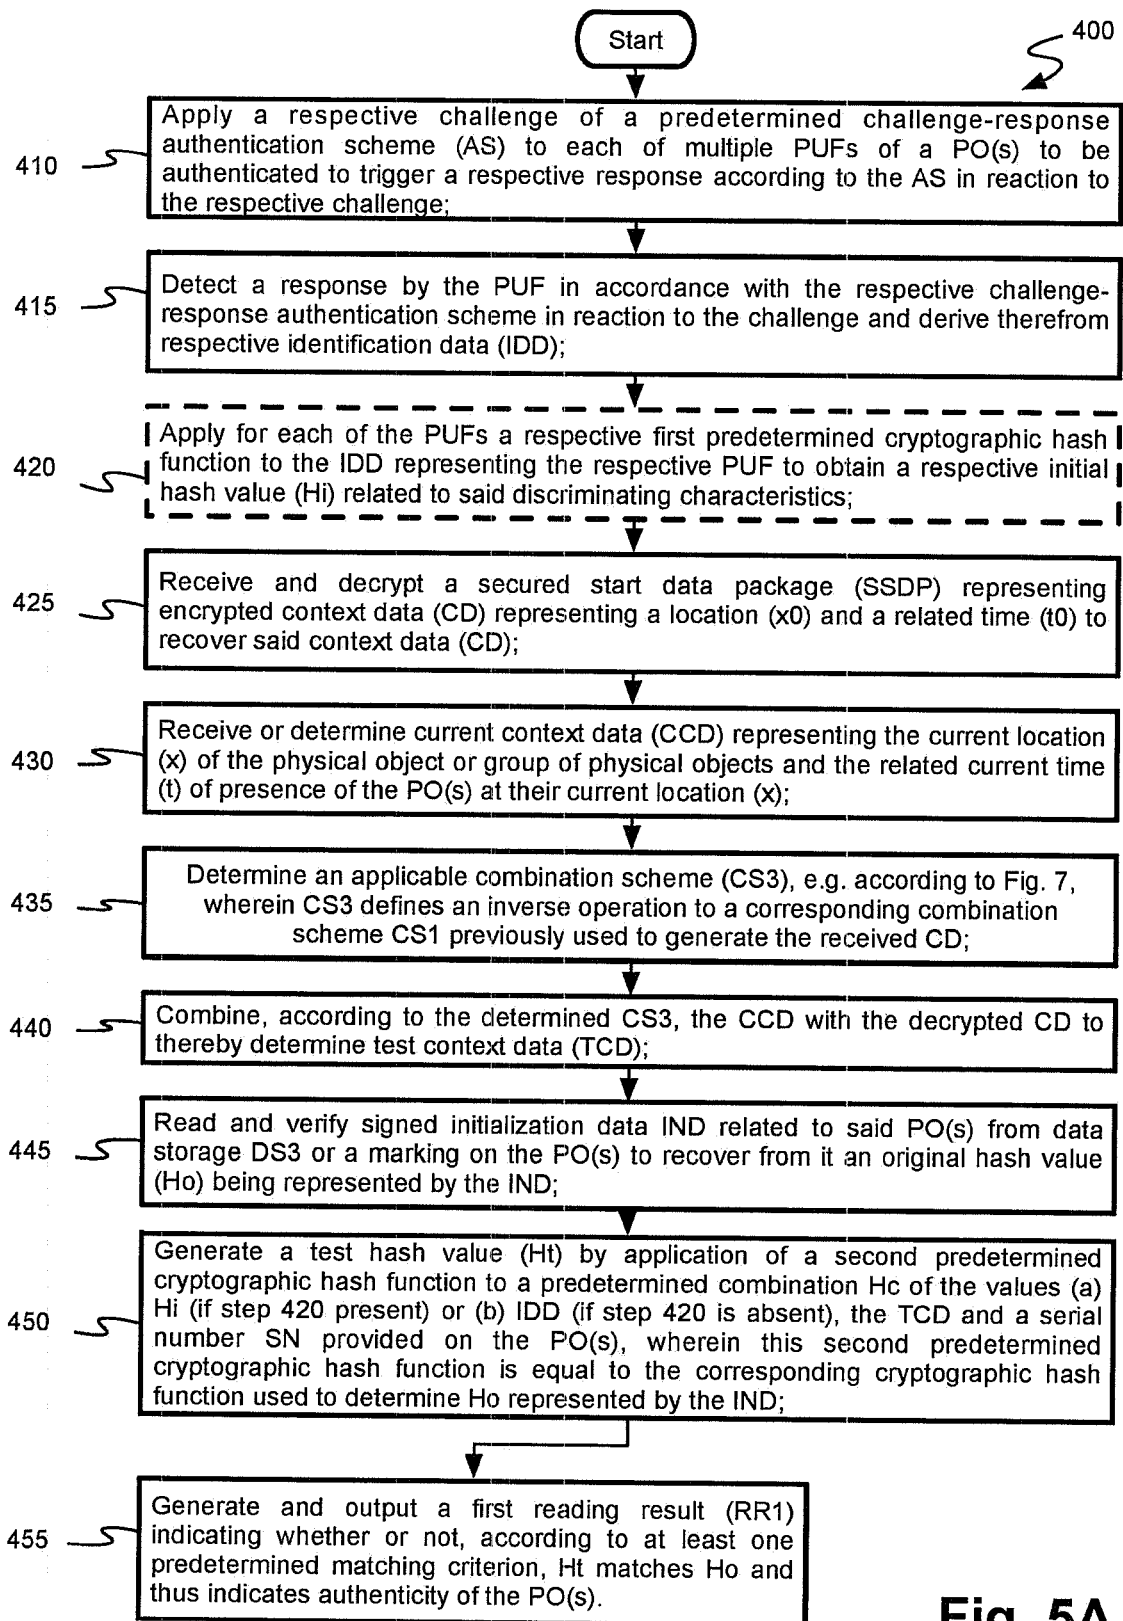 Start
400
410
Apply a respective challenge of a predetermined challenge-response
authentication scheme (AS) to each of multiple PUFs of a PO(s) to be
authenticated to trigger a respective response according to the AS in reaction to
the respective challenge;
415
Detect a response by the PUF in accordance with the respective challenge-
response authentication scheme in reaction to the challenge and derive therefrom
respective identification data (IDD);
420
Apply for each of the PUFs a respective first predetermined cryptographic hash
function to the IDD representing the respective PUF to obtain a respective initial
hash value (Hi) related to said discriminating characteristics;
425
Receive and decrypt a secured start data package (SSDP) representing
encrypted context data (CD) representing a location (x0) and a related time (t0) to
recover said context data (CD);
430
Receive or determine current context data (CCD) representing the current location
(x) of the physical object or group of physical objects and the related current time
(t) of presence of the PO(s) at their current location (x);
435
Determine an applicable combination scheme (CS3), e.g. according to Fig. 7,
wherein CS3 defines an inverse operation to a corresponding combination
scheme CS1 previously used to generate the received CD;
440
Combine, according to the determined CS3, the CCD with the decrypted CD to
thereby determine test context data (TCD);
445
Read and verify signed initialization data IND related to said PO(s) from data
storage DS3 or a marking on the PO(s) to recover from it an original hash value
(Ho) being represented by the IND;
450
Generate a test hash value (Ht) by application of a second predetermined
cryptographic hash function to a predetermined combination Hc of the values (a)
Hi (if step 420 present) or (b) IDD (if step 420 is absent), the TCD and a serial
number SN provided on the PO(s), wherein this second predetermined
cryptographic hash function is equal to the corresponding cryptographic hash
function used to determine Ho represented by the IND;
455
Generate and output a first reading result (RR1)
indicating whether or not, according to at least one
predetermined matching criterion, Ht matches Ho and
thus indicates authenticity of the PO(s).
Fig. 5A